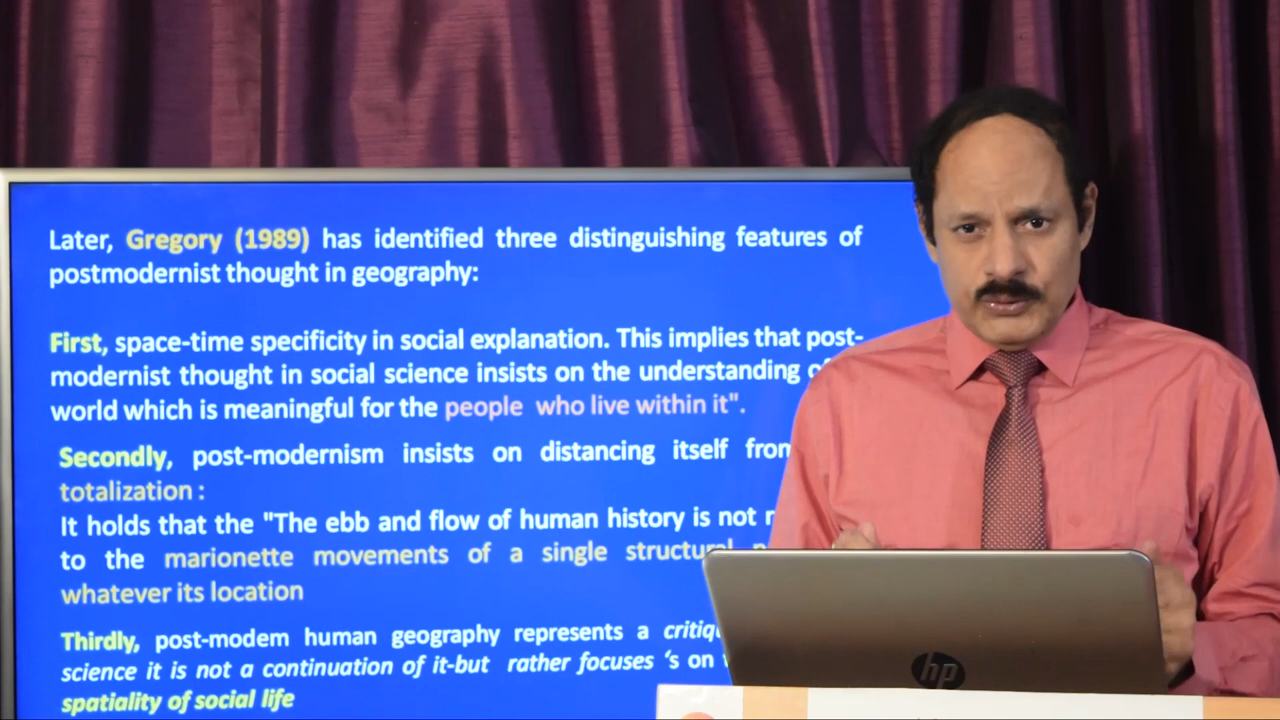 Later, Gregory (1989) has identified three distinguishing features of
postmodernist thought in geography:
First, space-time specificity in social explanation. This implies that post-
modernist thought in social science insists on the understanding
world which is meaningful for the people who live within it".
Secondly, post-modernism insists on distancing itself from
totalization :
It holds that the "The ebb and flow of human history is not
to the marionette movements of a single structural
whatever its location
Thirdly, post-modem human geography represents a
science it is not a continuation of it-but rather focuses 's on
spatiality of social life
hp